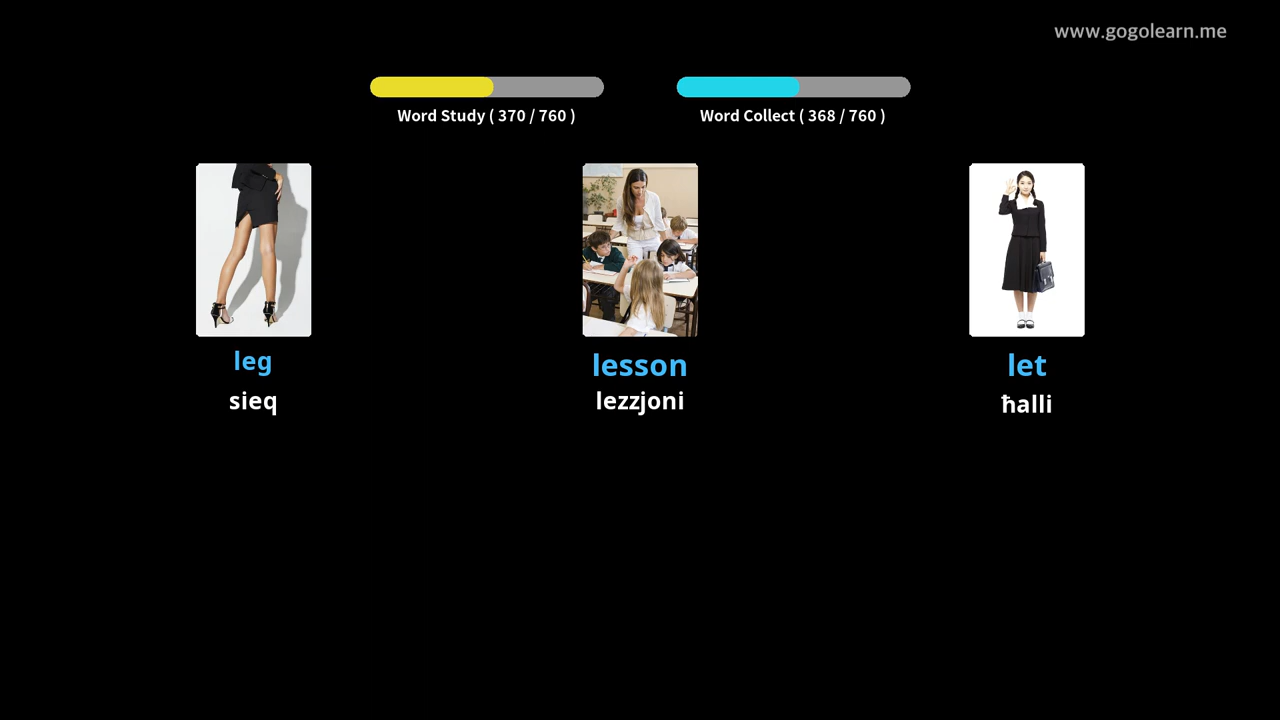 www.gogolearn.me
Word Study ( 370 / 760 )
Word Collect ( 368 / 760 )
leg
sieq
lesson
lezzjoni
let
ħalli